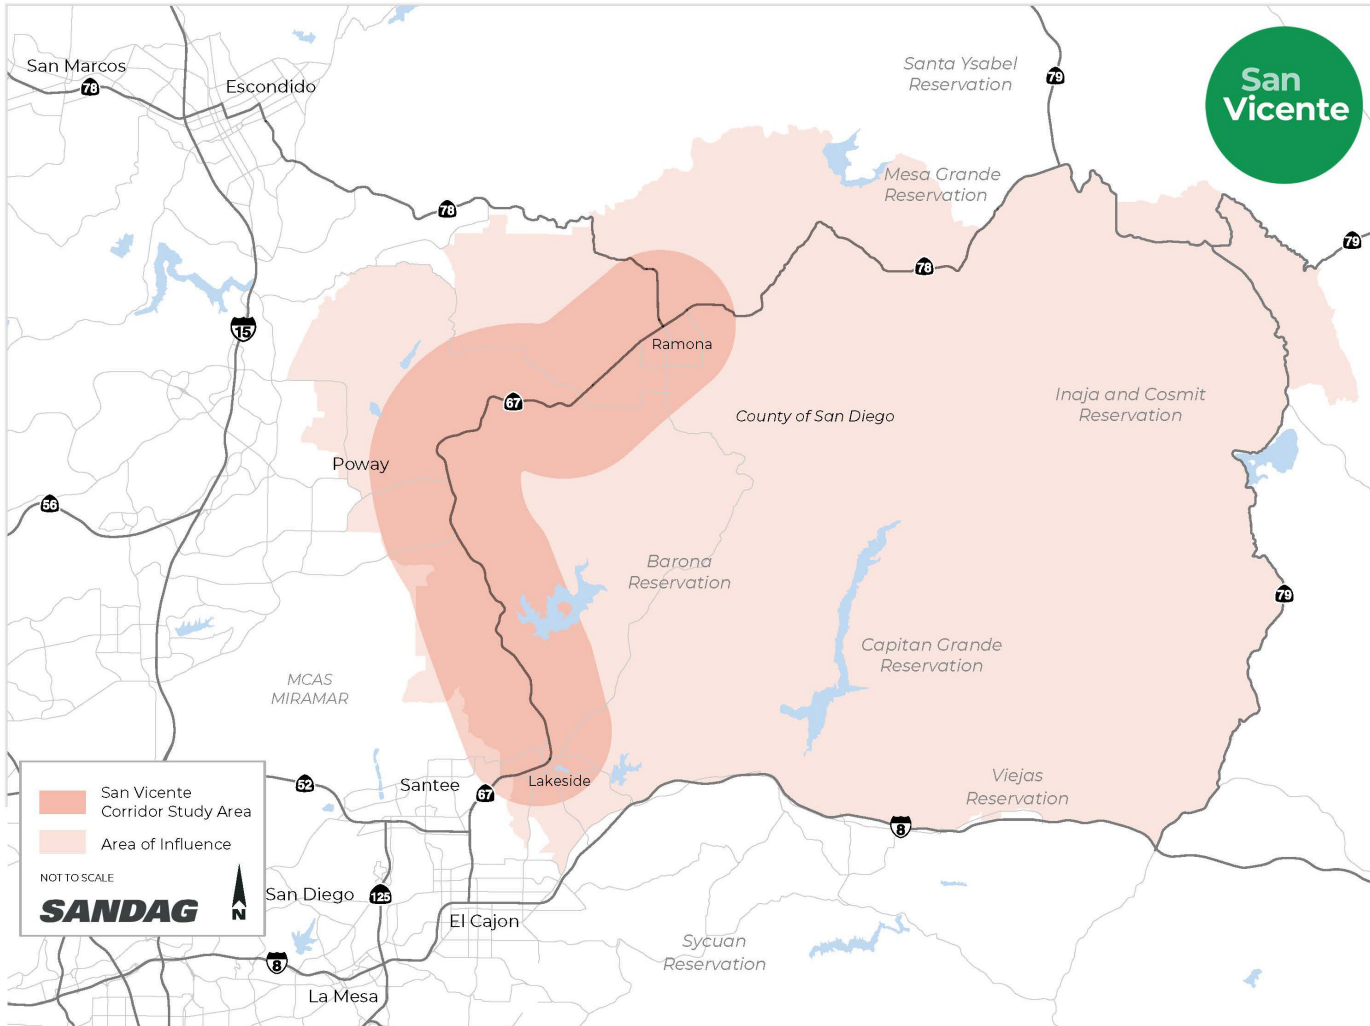 San
Vicente
San Marcos
78
Escondido
Santa Ysabel
Reservation
79
Mesa Grande
Reservation
78
79
78
15
Ramona
67
County of San Diego
Inaja and Cosmit
Reservation
Poway
56
Barona
Reservation
79
Capitan Grande
Reservation
MCAS
MIRAMAR
Viejas
Reservation
52
Santee
67
Lakeside
8
San Vicente
Corridor Study Area
Area of Influence
NOT TO SCALE
SANDAG
N
San Diego
125
El Cajon
Sycuan
Reservation
8
La Mesa